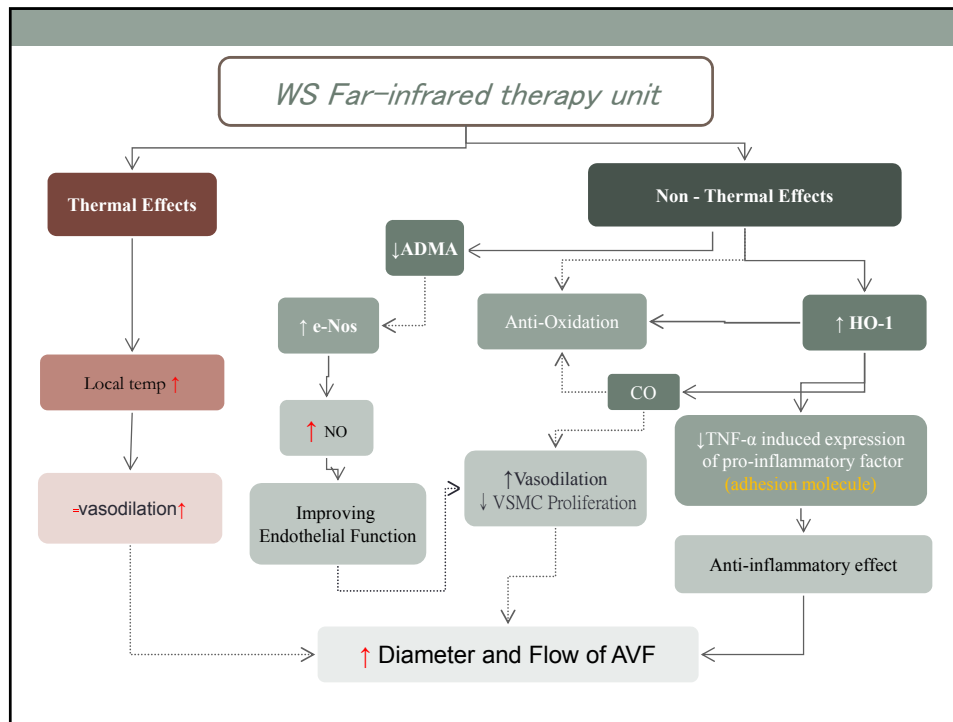 WS Far-infrared therapy unit
Thermal Effects
Non - Thermal Effects
↓ADMA
↑ e-Nos
Anti-Oxidation
↑ HO-1
Local temp ↑
CO
↑ NO
↓TNF-α induced expression
of pro-inflammatory factor
(adhesion molecule)
=vasodilation↑
↑Vasodilation
↓ VSMC Proliferation
Improving
Endothelial Function
Anti-inflammatory effect
↑ Diameter and Flow of AVF